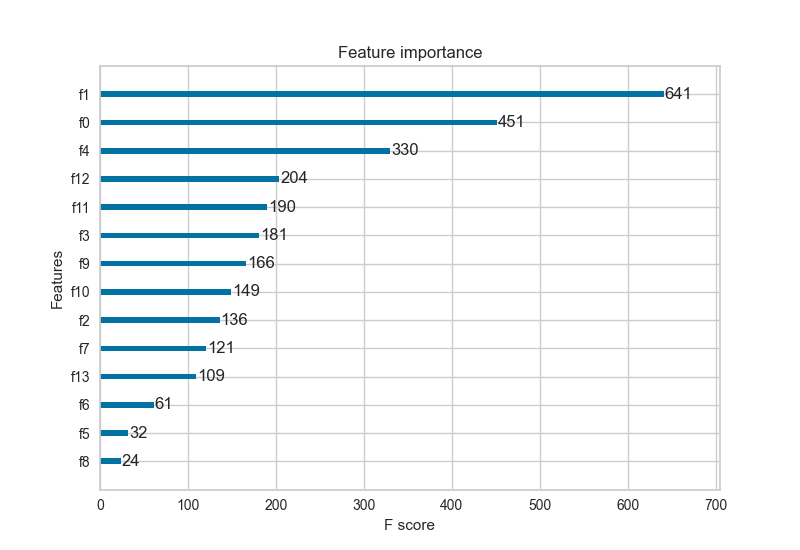 Feature importance
f1 641
f0 451
f4 330
f12 204
f11 190
f3 181
f9 166
f10 149
f2 136
f7 121
f13 109
f6 61
f5 32
f8 24
Features
0 100 200 300 400 500 600 700
F score